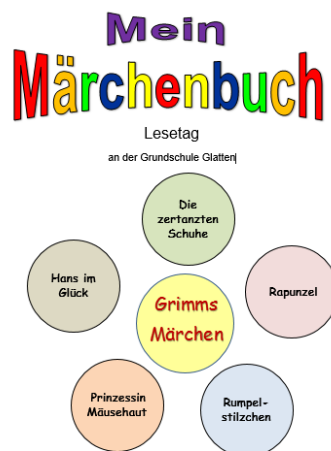 Mein
Märchenbuch
Lesetag
an der Grundschule Glatten
Die
zertanzten
Schuhe
Hans im
Glück
Rapunzel
Grimms
Märchen
Prinzessin
Mäusehaut
Rumpel-
stilzchen